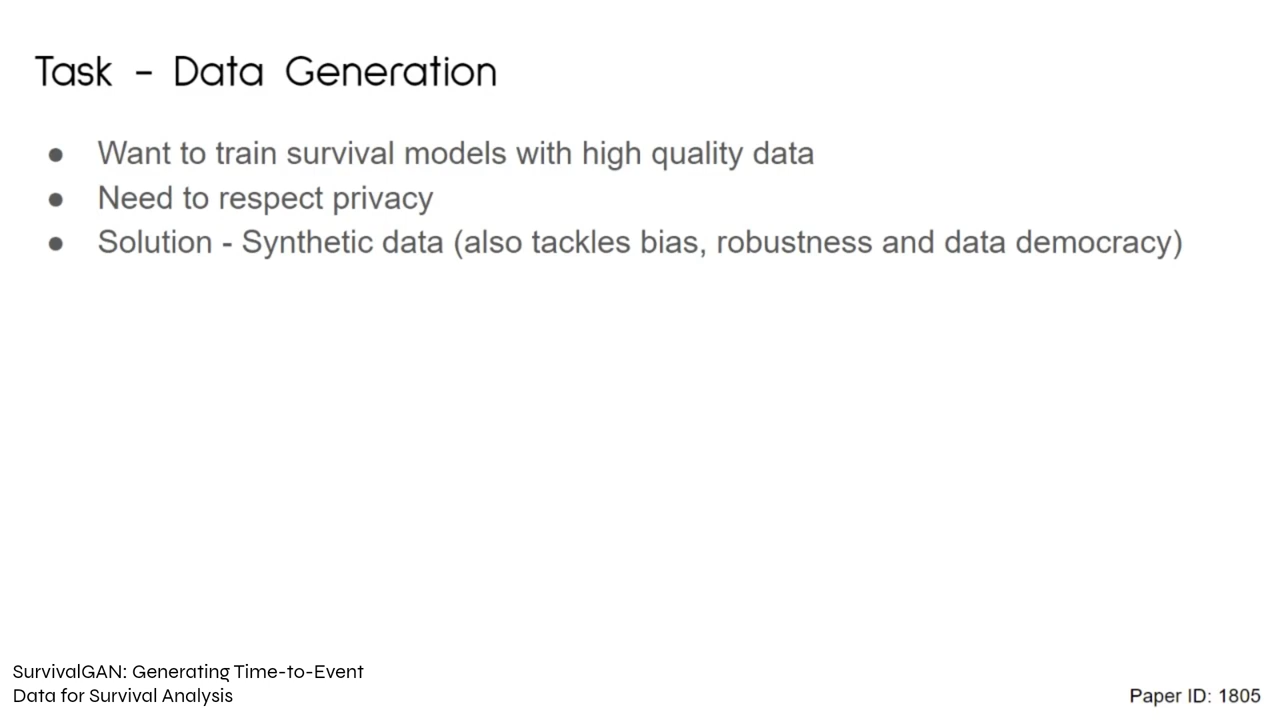 Task - Data Generation
● Want to train survival models with high quality data
● Need to respect privacy
● Solution - Synthetic data (also tackles bias, robustness and data democracy)
SurvivalGAN: Generating Time-to-Event
Data for Survival Analysis
Paper ID: 1805